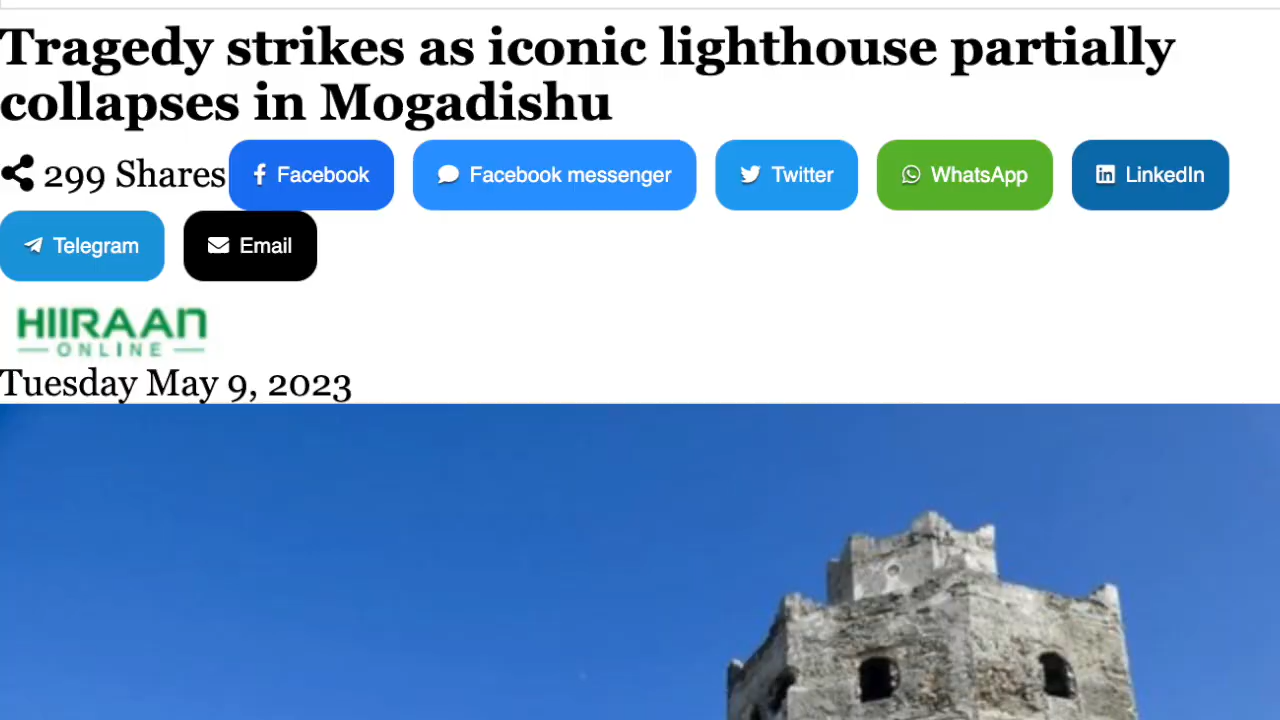 Tragedy strikes as iconic lighthouse partially
collapses in Mogadishu
299 Shares Facebook Facebook messenger Twitter WhatsApp LinkedIn
Telegram Email
HIIRAAN
ONLINE
Tuesday May 9, 2023